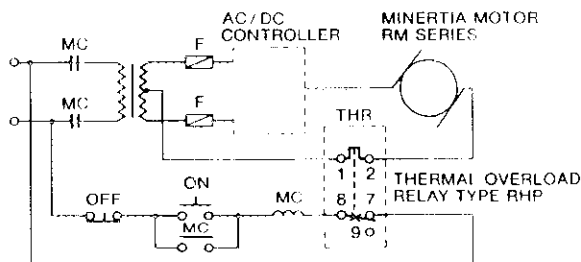 AC/DC
CONTROLLER
MINERTIA MOTOR
RM SERIES
MC
F
MC
F
THR
1 2
THERMAL OVERLOAD
RELAY TYPE RHP
OFF
ON
MC
MC
8 7
9